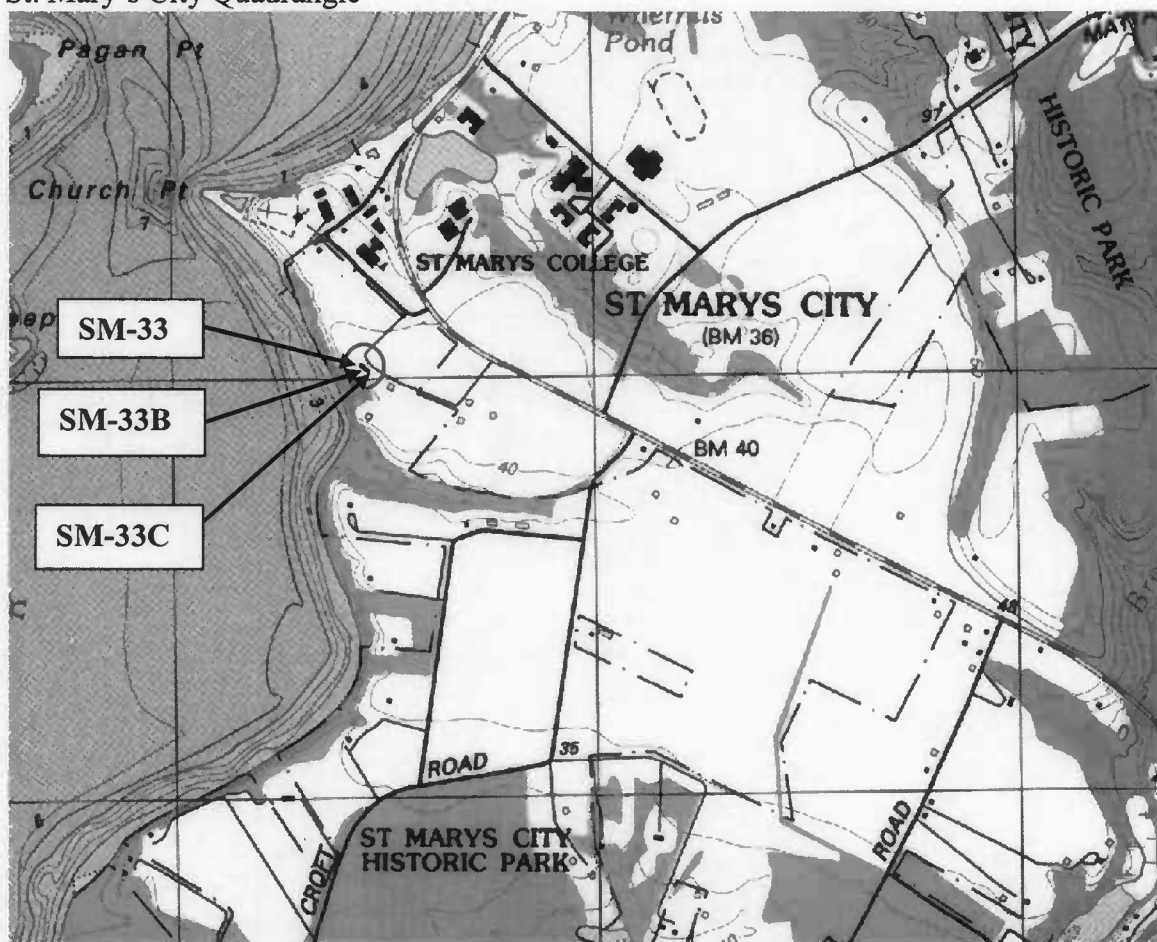 St. Mary's City Quadrangle
Pagan Pt
Pond
CITY
97
HISTORIC PARK
Church Pt
7
ST MARYS COLLEGE
ST MARYS CITY
(BM 36)
SM-33
SM-33B
SM-33C
40
BM 40
ROAD
35
ROAD
ST MARYS CITY
HISTORIC PARK
CROFT